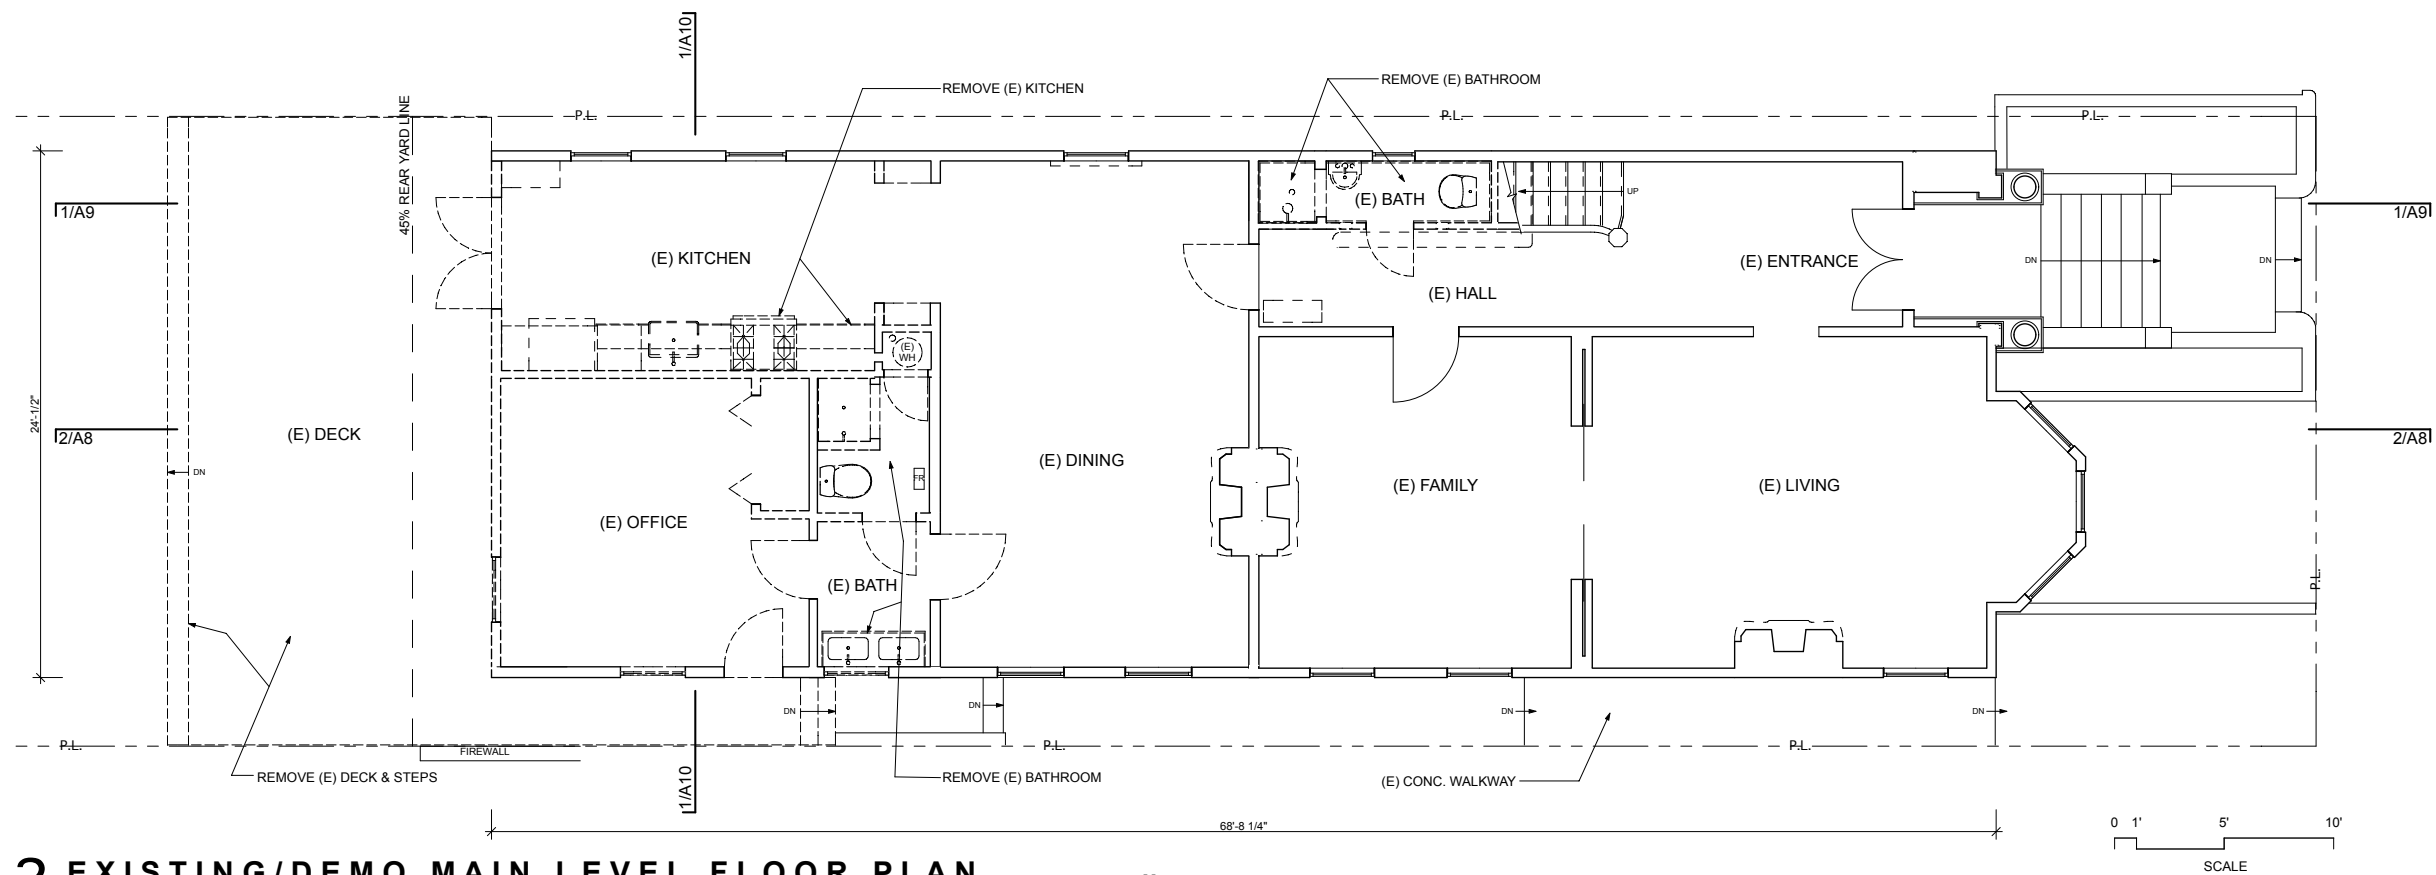 1/A10
REMOVE (E) KITCHEN
REMOVE (E) BATHROOM
P.L.
P.L.
P.L.
45% REAR YARD LINE
1/A9
1/A9
(E) BATH
UP
(E) KITCHEN
(E) ENTRANCE
DN
DN
(E) HALL
(E)
WH
24'-1/2"
2/A8
2/A8
(E) DECK
DN
(E) DINING
FR
(E) FAMILY
(E) LIVING
(E) OFFICE
(E) BATH
P.L.
DN
DN
DN
DN
P.L.
FIREWALL
P.L.
P.L.
REMOVE (E) DECK & STEPS
1/A10
REMOVE (E) BATHROOM
(E) CONC. WALKWAY
68'-8 1/4"
0 1' 5' 10'
SCALE
EXISTING/DEMO MAIN LEVEL FLOOR PLAN